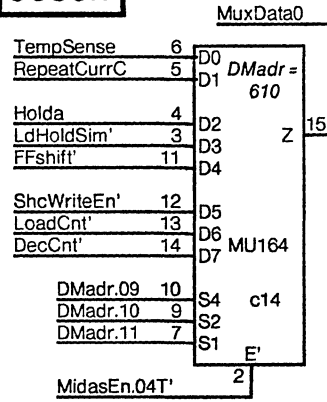 MuxData0
TempSense 6 D0
RepeatCurrC 5 D1
DMadr =
610
Holda 4 D2
15
Z
LdHoldSim' 3 D3
FFshift' 11 D4
ShcWriteEn' 12 D5
LoadCnt' 13 D6
DecCnt' 14 D7
MU164
DMadr.09 10 S4 c14
DMadr.10 9 S2
DMadr.11 7 S1
E'
2
MidasEn.04T'